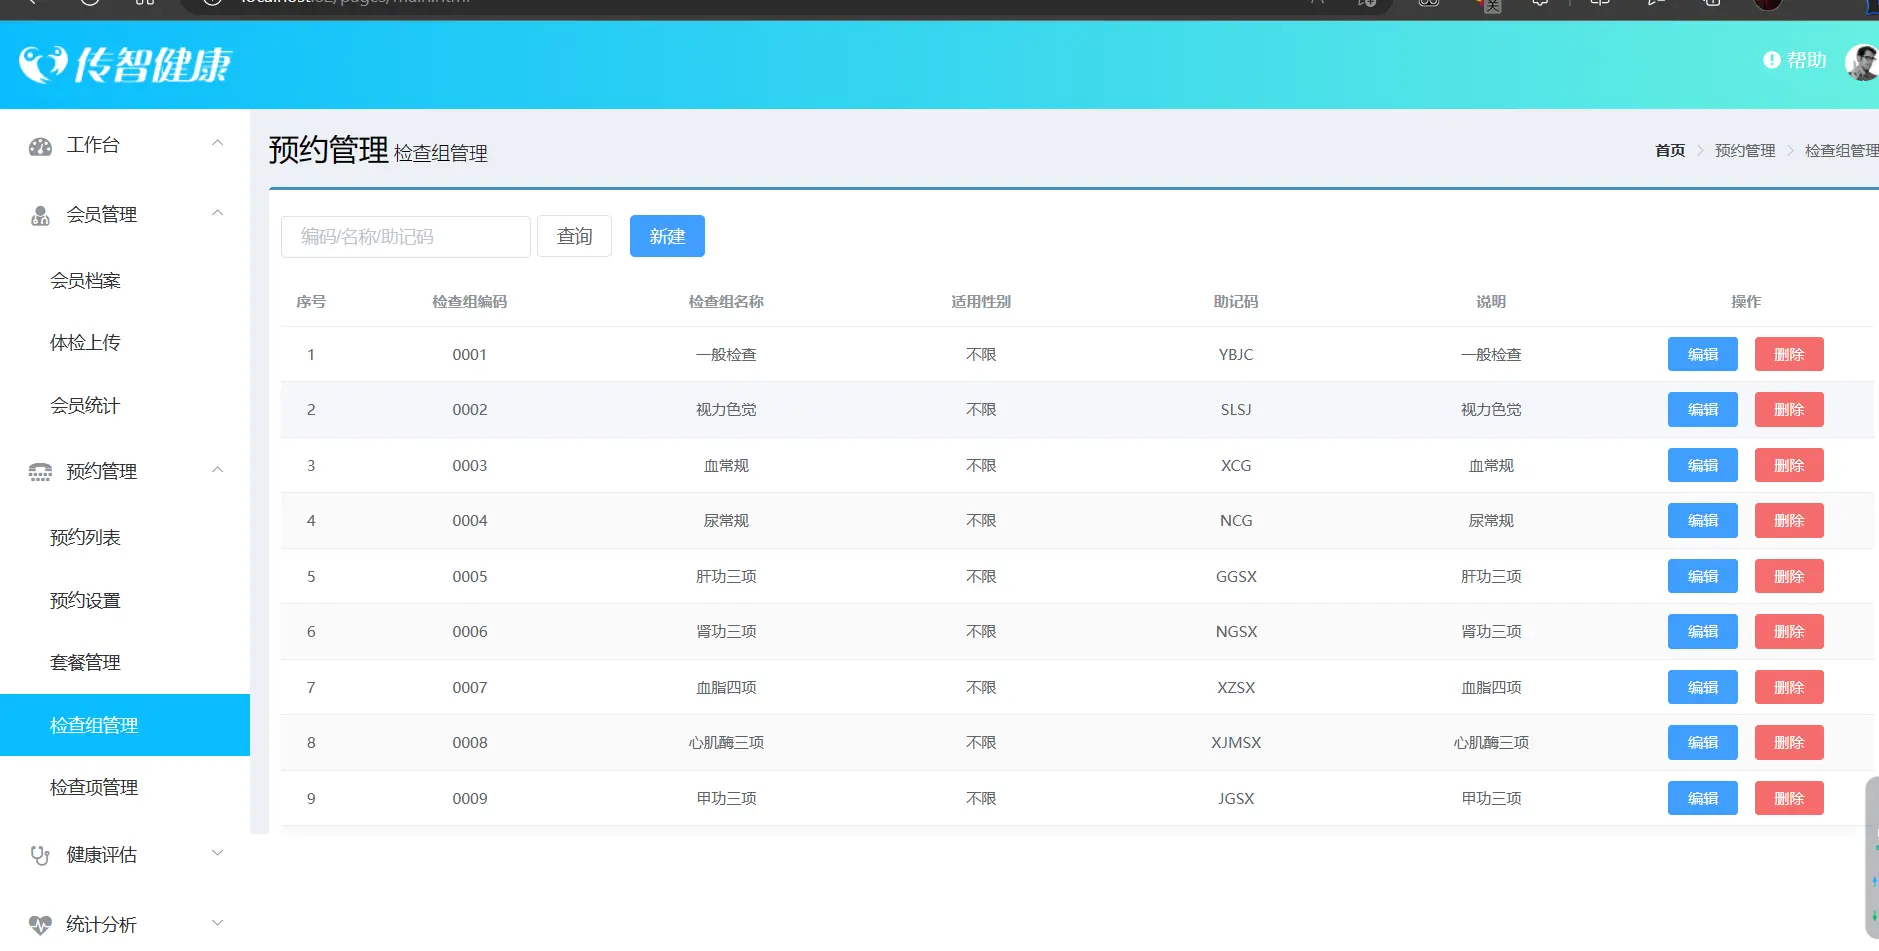 传智健康
帮助
工作台
会员管理
会员档案
体检上传
会员统计
预约管理
预约列表
预约设置
套餐管理
检查组管理
检查项管理
健康评估
统计分析
预约管理 检查组管理
首页 > 预约管理 > 检查组管理
编码/名称/助记码 查询 新建
序号 检查组编码 检查组名称 适用性别 助记码 说明 操作
1 0001 一般检查 不限 YBJC 一般检查 编辑 删除
2 0002 视力色觉 不限 SLSJ 视力色觉 编辑 删除
3 0003 血常规 不限 XCG 血常规 编辑 删除
4 0004 尿常规 不限 NCG 尿常规 编辑 删除
5 0005 肝功三项 不限 GGSX 肝功三项 编辑 删除
6 0006 肾功三项 不限 NGSX 肾功三项 编辑 删除
7 0007 血脂四项 不限 XZSX 血脂四项 编辑 删除
8 0008 心肌酶三项 不限 XJMSX 心肌酶三项 编辑 删除
9 0009 甲功三项 不限 JGSX 甲功三项 编辑 删除